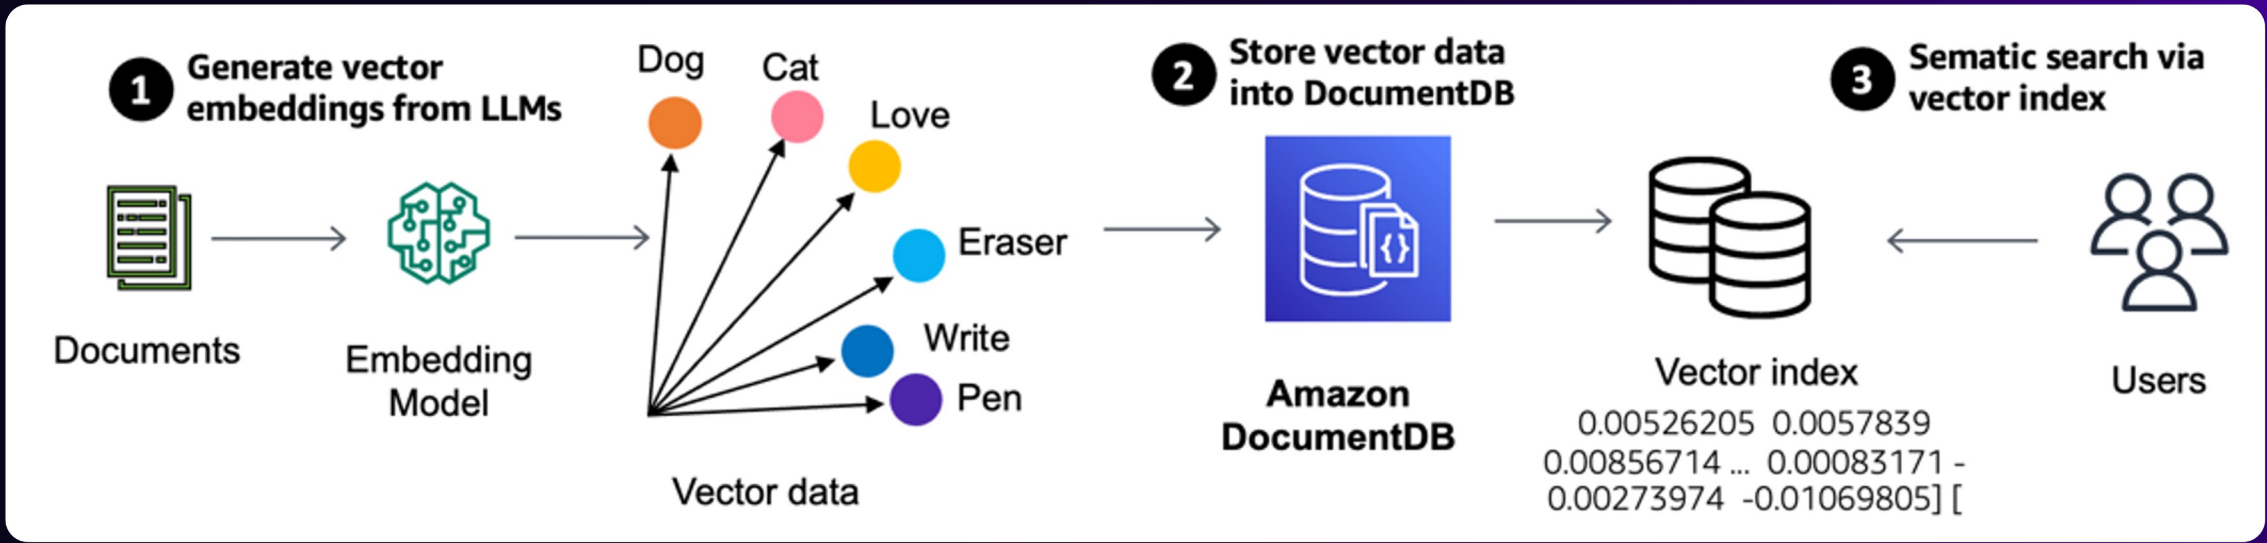 1
Generate vector
embeddings from LLMs
Documents
Embedding
Model
Dog
Cat
Love
Eraser
Write
Pen
Vector data
2
Store vector data
into DocumentDB
Amazon
DocumentDB
3
Sematic search via
vector index
Vector index
0.00526205 0.0057839
0.00856714 ... 0.00083171 -
0.00273974 -0.01069805] [
Users